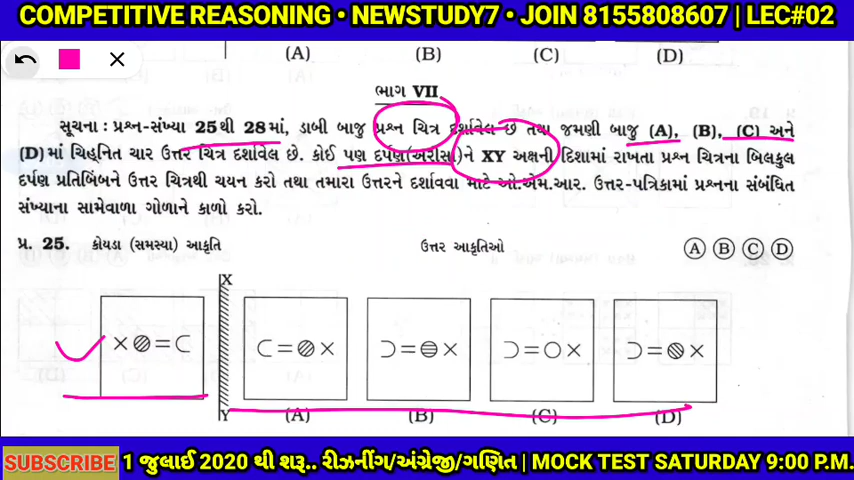 COMPETITIVE REASONING • NEWSTUDY7 • JOIN 8155808607 | LEC#02
(A) (B) (C) (D)
ભાગ VII
સૂચના : પ્રશ્ન-સંખ્યા 25થી 28માં, ડાબી બાજુ પ્રશ્ન ચિત્ર દર્શાવેલ છે તથા જમણી બાજુ (A), (B), (C) અને
(D)માં ચિહ્નિત ચાર ઉત્તર ચિત્ર દર્શાવેલ છે. કોઈ પણ દર્પણ(અરીસા)ને XY અક્ષની દિશામાં રાખતા પ્રશ્ન ચિત્રના બિલકુલ
દર્પણ પ્રતિબિંબને ઉત્તર ચિત્રથી ચયન કરો તથા તમારા ઉત્તરને દર્શાવવા માટે ઓ.એમ.આર. ઉત્તર-પત્રિકામાં પ્રશ્નના સંબંધિત
સંખ્યાના સામેવાળા ગોળાને કાળો કરો.
પ્ર. 25. કોયડા (સમસ્યા) આકૃતિ ઉત્તર આકૃતિઓ A B C D
X
Y (A) (B) (C) (D)
SUBSCRIBE 1 જુલાઈ 2020 થી શરૂ.. રીઝનીંગ/અંગ્રેજી/ગણિત | MOCK TEST SATURDAY 9:00 P.M.